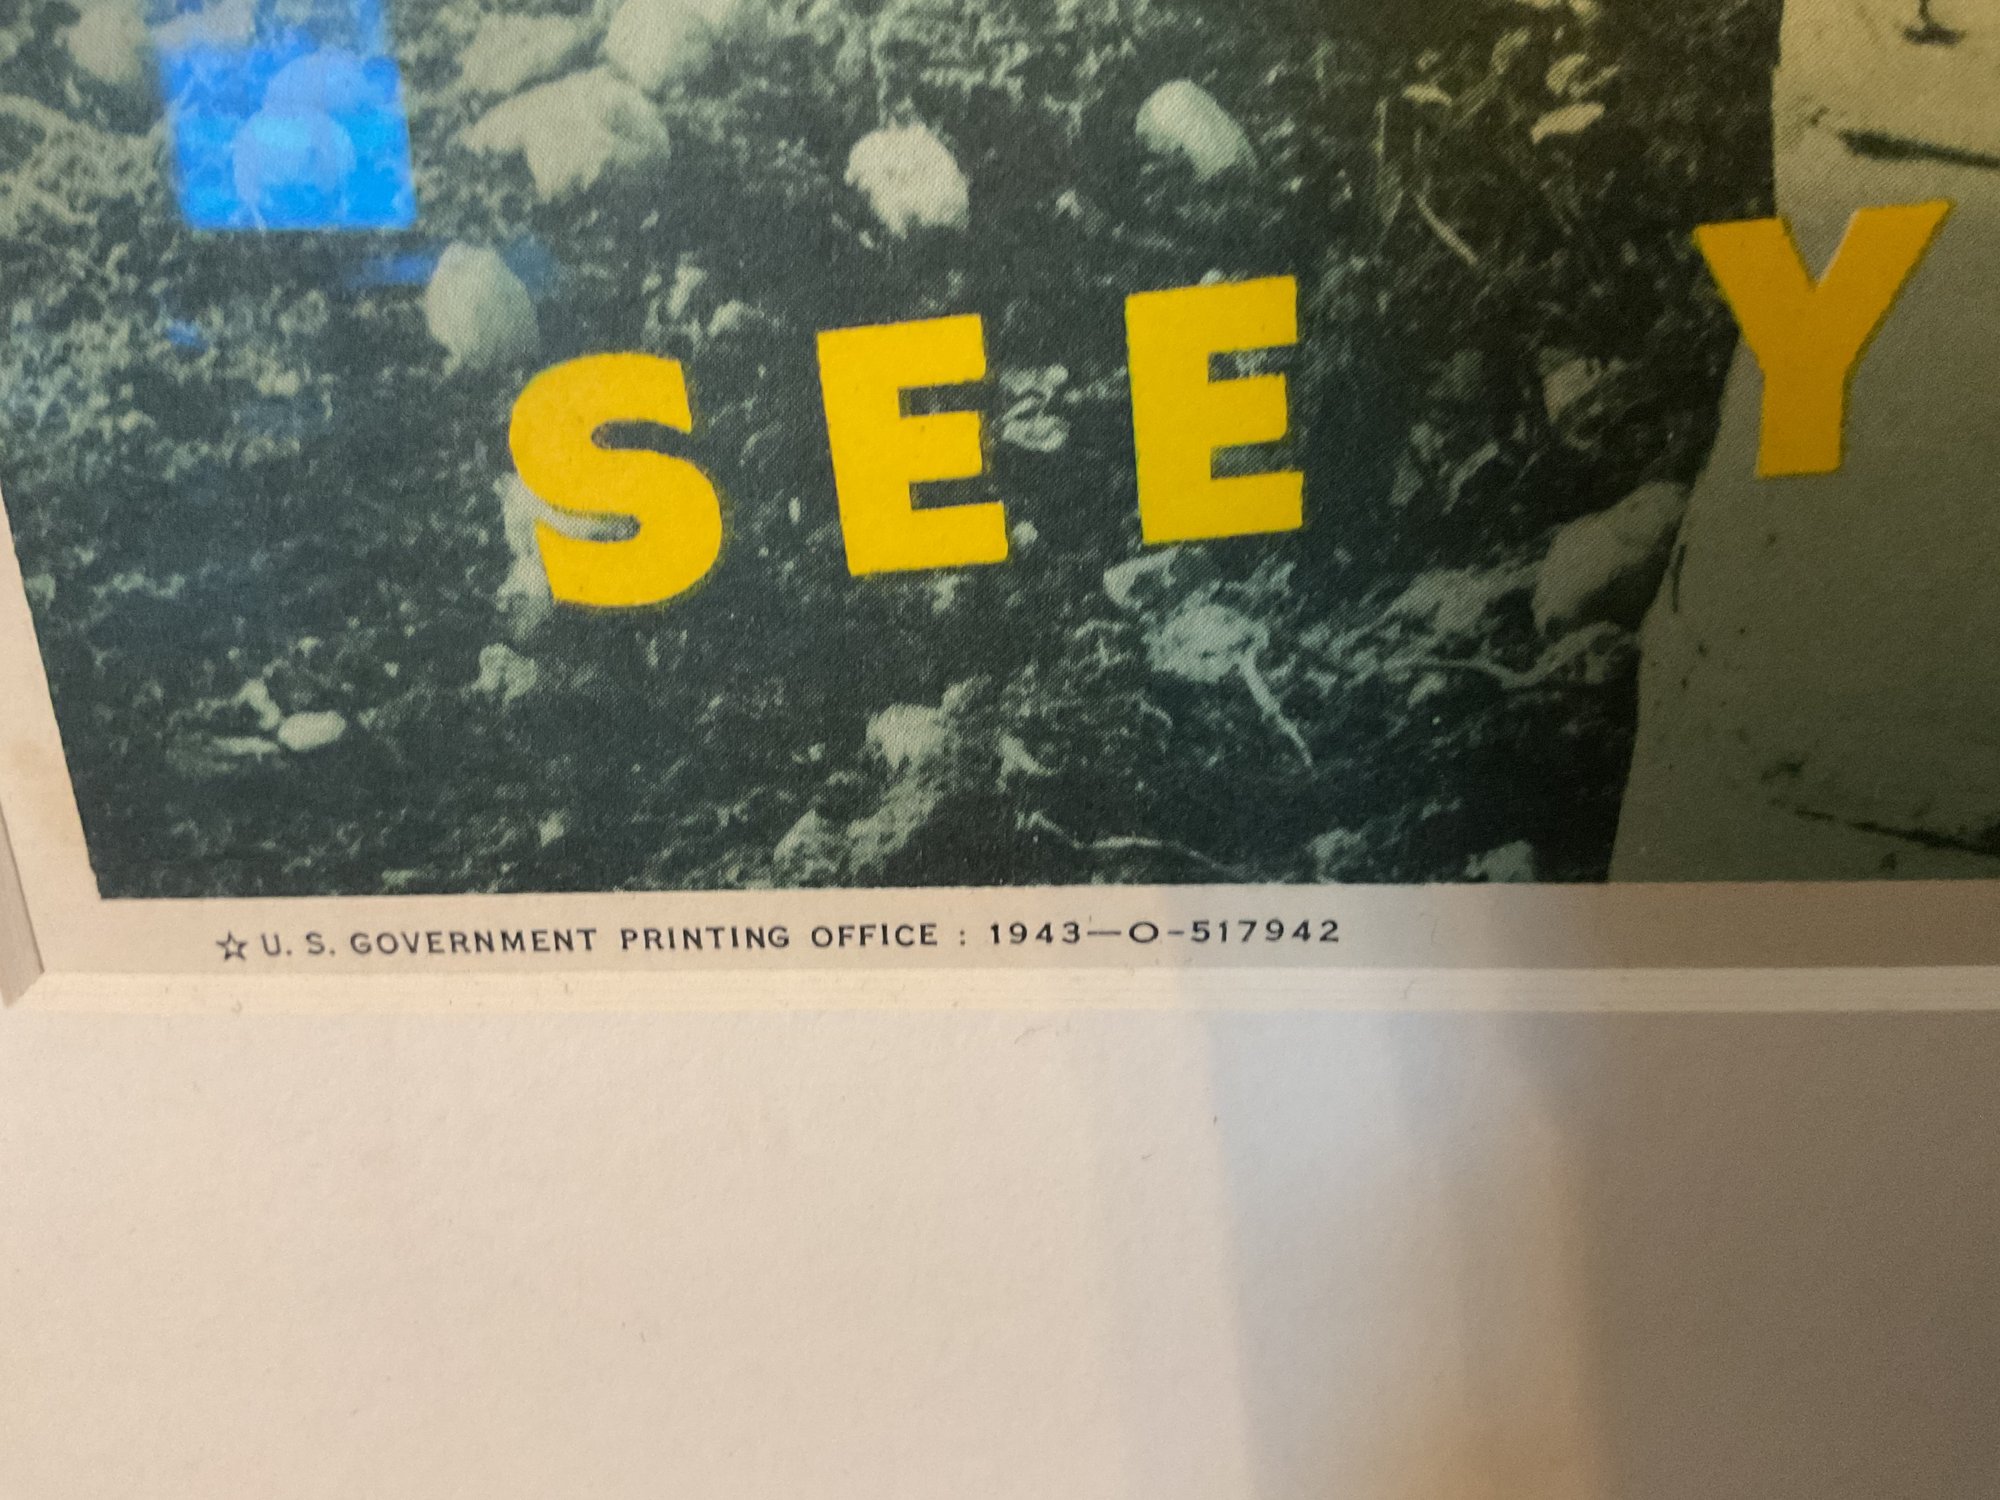 SEE Y
☆ U. S. GOVERNMENT PRINTING OFFICE : 1943—O-517942